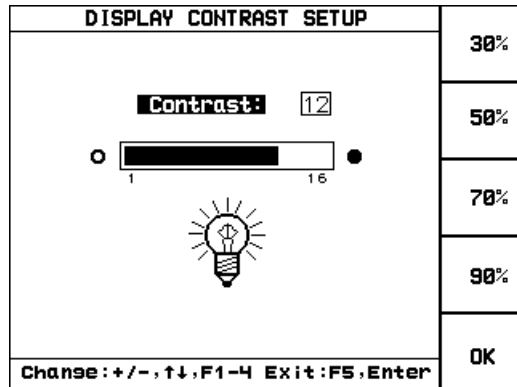 DISPLAY CONTRAST SETUP
30%
Contrast: 12
50%
1 16
70%
90%
OK
Change:+/-,↑↓,F1-4 Exit:F5,Enter